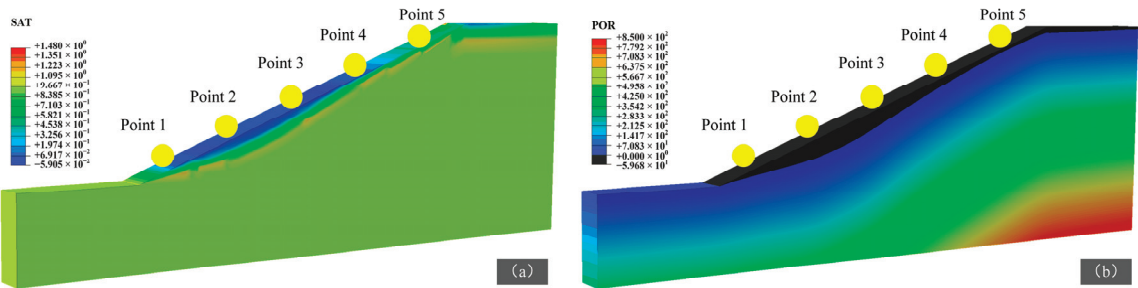 SAT
+1.480 × 10⁰
+1.351 × 10⁰
+1.223 × 10⁰
+1.095 × 10⁰
+9.667 × 10⁻¹
+8.385 × 10⁻¹
+7.103 × 10⁻¹
+5.821 × 10⁻¹
+4.538 × 10⁻¹
+3.256 × 10⁻¹
+1.974 × 10⁻¹
+6.917 × 10⁻²
−5.905 × 10⁻²
Point 1
Point 2
Point 3
Point 4
Point 5
(a)
POR
+8.500 × 10²
+7.792 × 10²
+7.083 × 10²
+6.375 × 10²
+5.667 × 10²
+4.958 × 10²
+4.250 × 10²
+3.542 × 10²
+2.833 × 10²
+2.125 × 10²
+1.417 × 10²
+7.083 × 10¹
+0.000 × 10⁰
−5.968 × 10¹
Point 1
Point 2
Point 3
Point 4
Point 5
(b)